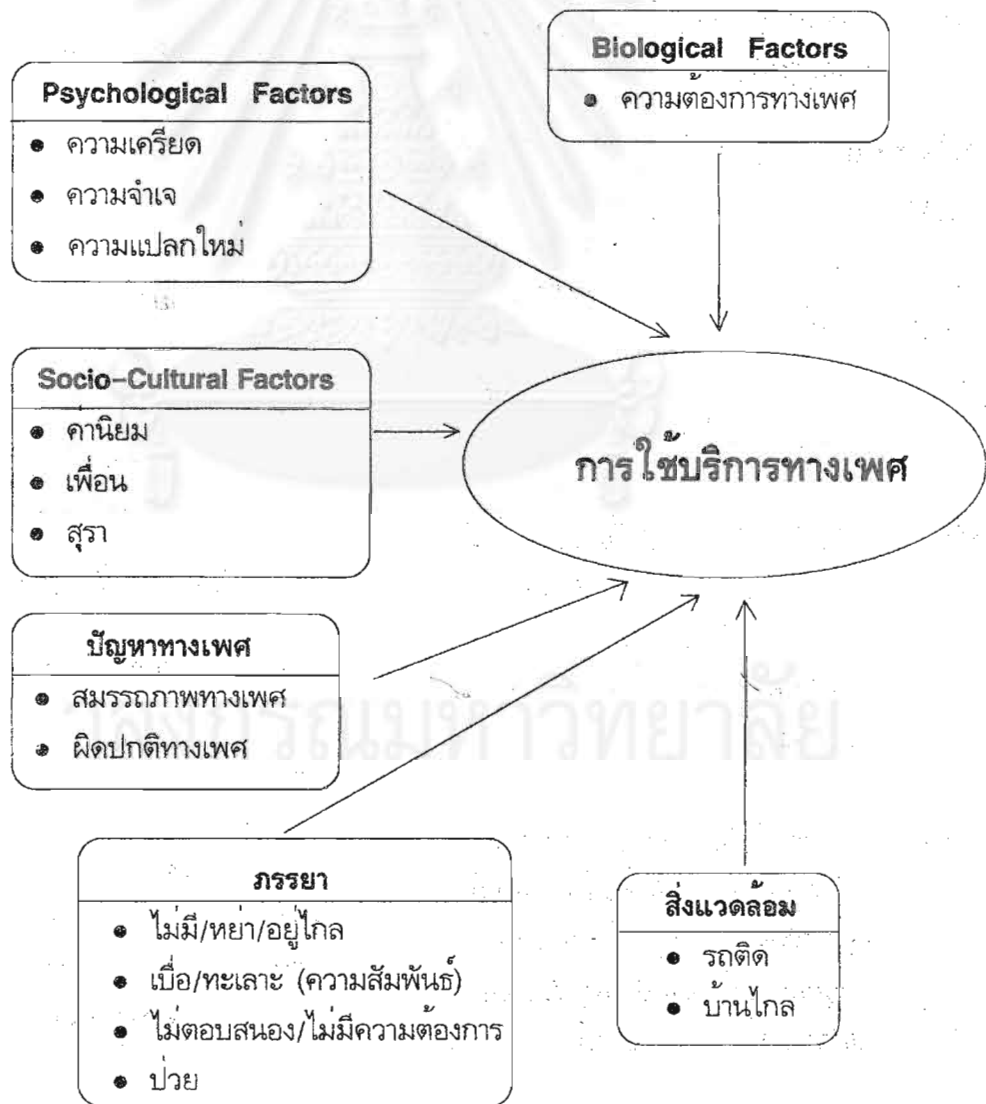 Biological Factors
• ความต้องการทางเพศ
Psychological Factors
• ความเครียด
• ความจำเจ
• ความแปลกใหม่
Socio-Cultural Factors
• ค่านิยม
• เพื่อน
• สุรา
การใช้บริการทางเพศ
ปัญหาทางเพศ
• สมรรถภาพทางเพศ
• ผิดปกติทางเพศ
ภรรยา
• ไม่มี/หย่า/อยู่ไกล
• เบื่อ/ทะเลาะ (ความสัมพันธ์)
• ไม่ตอบสนอง/ไม่มีความต้องการ
• ป่วย
สิ่งแวดล้อม
• รถติด
• บ้านไกล